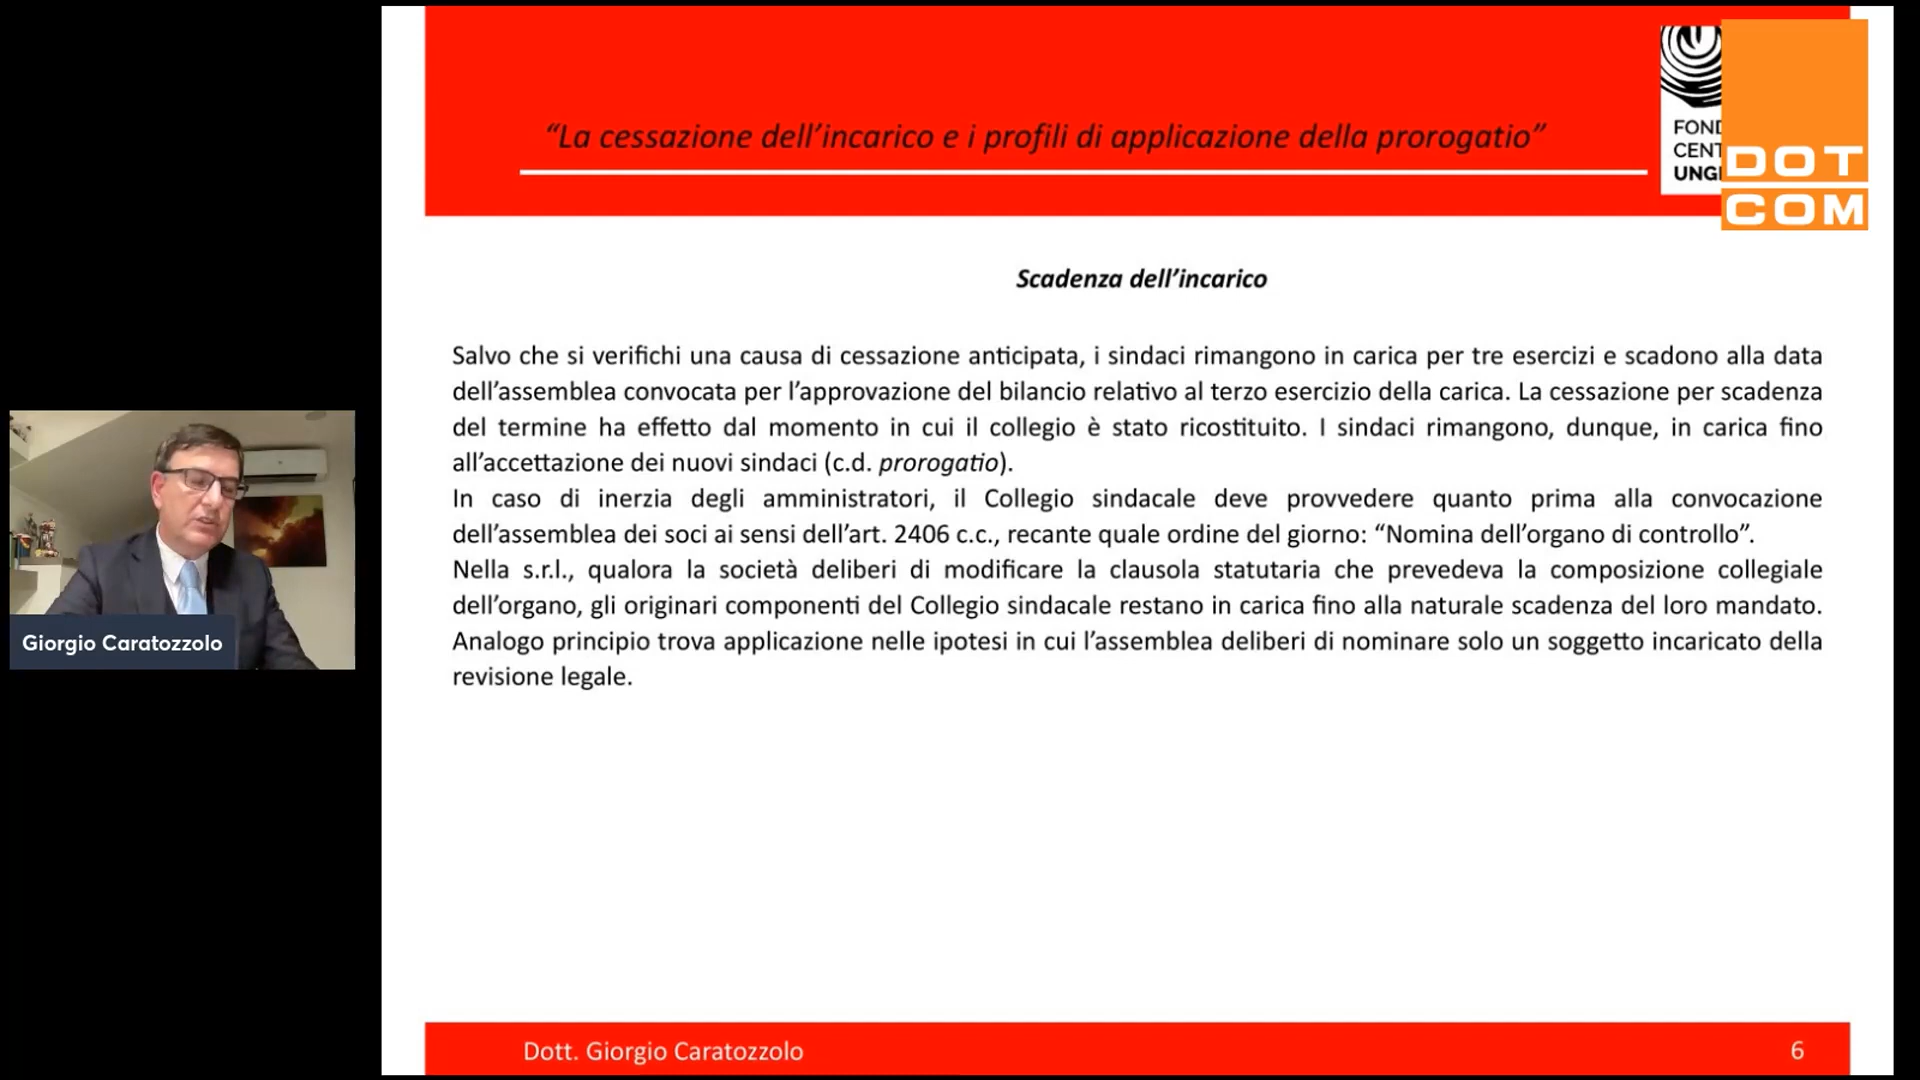 “La cessazione dell’incarico e i profili di applicazione della prorogatio”
FOND
CENT
UNG
DOT
COM
Scadenza dell’incarico
Salvo che si verifichi una causa di cessazione anticipata, i sindaci rimangono in carica per tre esercizi e scadono alla data
dell’assemblea convocata per l’approvazione del bilancio relativo al terzo esercizio della carica. La cessazione per scadenza
del termine ha effetto dal momento in cui il collegio è stato ricostituito. I sindaci rimangono, dunque, in carica fino
all’accettazione dei nuovi sindaci (c.d. prorogatio).
In caso di inerzia degli amministratori, il Collegio sindacale deve provvedere quanto prima alla convocazione
dell’assemblea dei soci ai sensi dell’art. 2406 c.c., recante quale ordine del giorno: “Nomina dell’organo di controllo”.
Nella s.r.l., qualora la società deliberi di modificare la clausola statutaria che prevedeva la composizione collegiale
dell’organo, gli originari componenti del Collegio sindacale restano in carica fino alla naturale scadenza del loro mandato.
Analogo principio trova applicazione nelle ipotesi in cui l’assemblea deliberi di nominare solo un soggetto incaricato della
revisione legale.
Giorgio Caratozzolo
Dott. Giorgio Caratozzolo
6